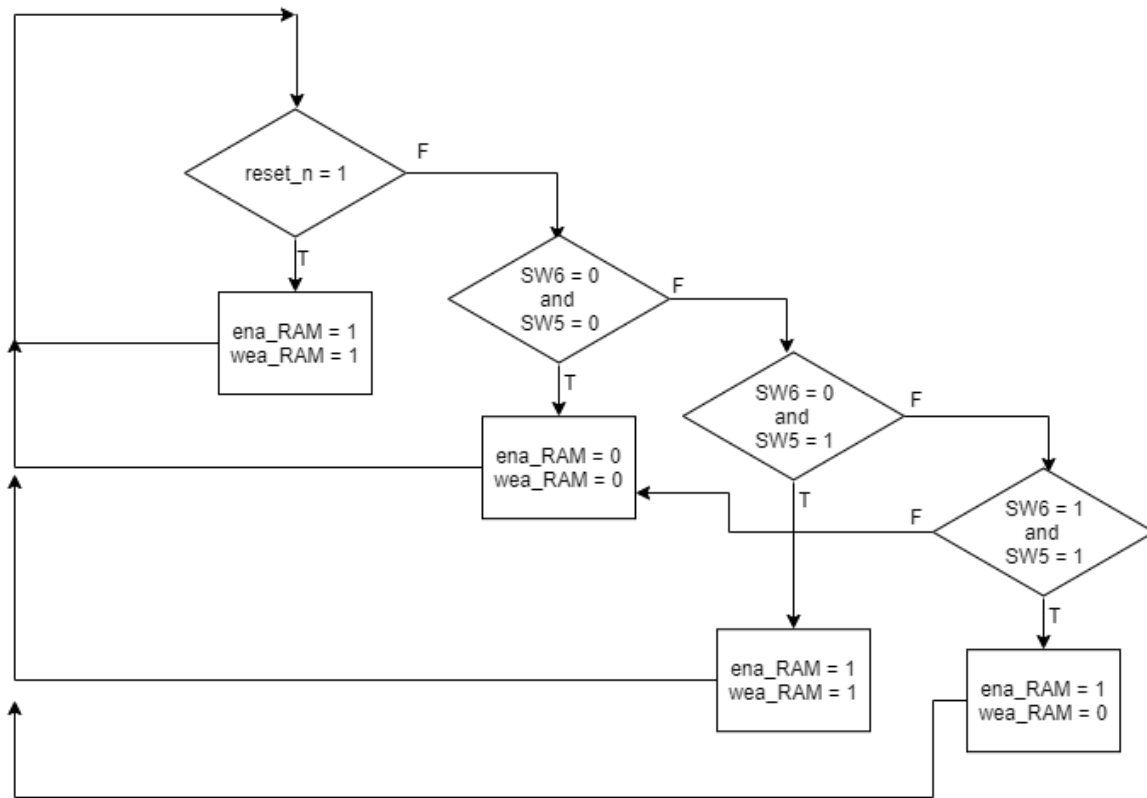 reset_n = 1
F
T
ena_RAM = 1
wea_RAM = 1
SW6 = 0
and
SW5 = 0
F
T
ena_RAM = 0
wea_RAM = 0
SW6 = 0
and
SW5 = 1
F
T
ena_RAM = 1
wea_RAM = 1
SW6 = 1
and
SW5 = 1
F
T
ena_RAM = 1
wea_RAM = 0